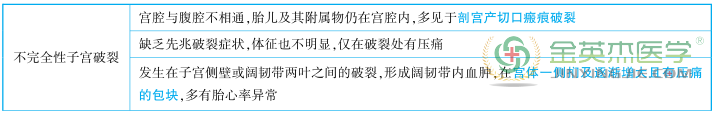 宫腔与腹腔不相通,胎儿及其附属物仍在宫腔内,多见于剖宫产切口瘢痕破裂
不完全性子宫破裂
缺乏先兆破裂症状,体征也不明显,仅在破裂处有压痛
发生在子宫侧壁或阔韧带两叶之间的破裂,形成阔韧带内血肿,在宫体一侧扪及逐渐增大且有压痛
的包块,多有胎心率异常
金英杰医学®